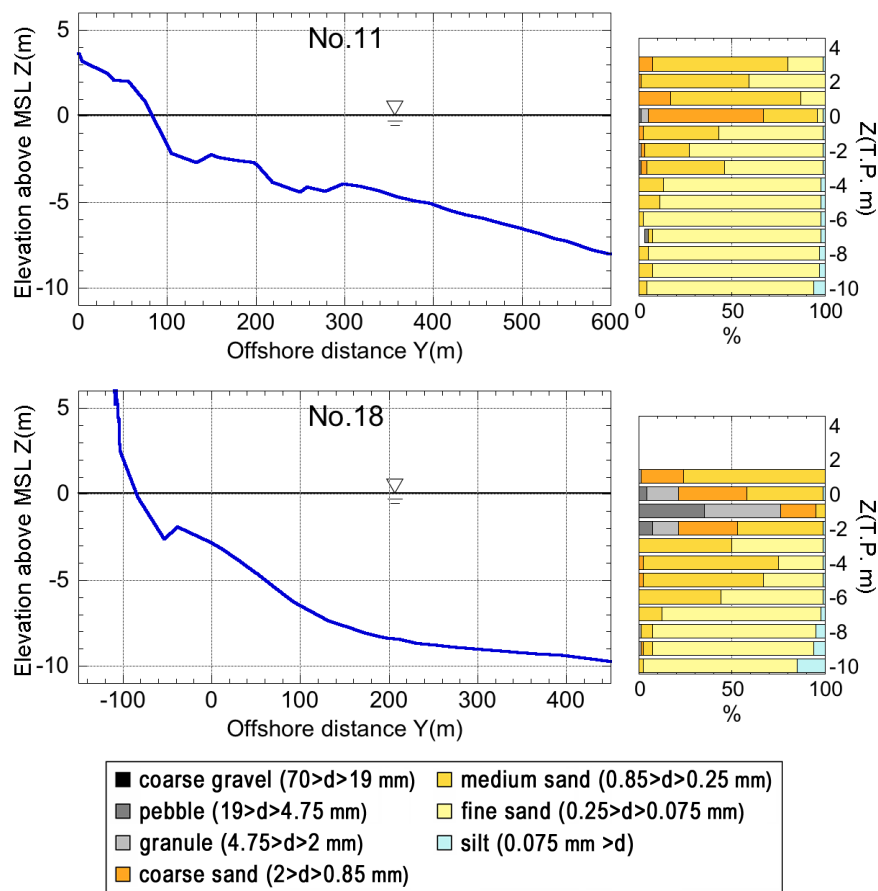 No.11
Elevation above MSL Z(m)
5
0
-5
-10
0 100 200 300 400 500 600
Offshore distance Y(m)
4
2
0
-2
-4
-6
-8
-10
Z(T.P. m)
0 50 100
%
No.18
Elevation above MSL Z(m)
5
0
-5
-10
-100 0 100 200 300 400
Offshore distance Y(m)
4
2
0
-2
-4
-6
-8
-10
Z(T.P. m)
0 50 100
%
coarse gravel (70>d>19 mm)
pebble (19>d>4.75 mm)
granule (4.75>d>2 mm)
coarse sand (2>d>0.85 mm)
medium sand (0.85>d>0.25 mm)
fine sand (0.25>d>0.075 mm)
silt (0.075 mm >d)